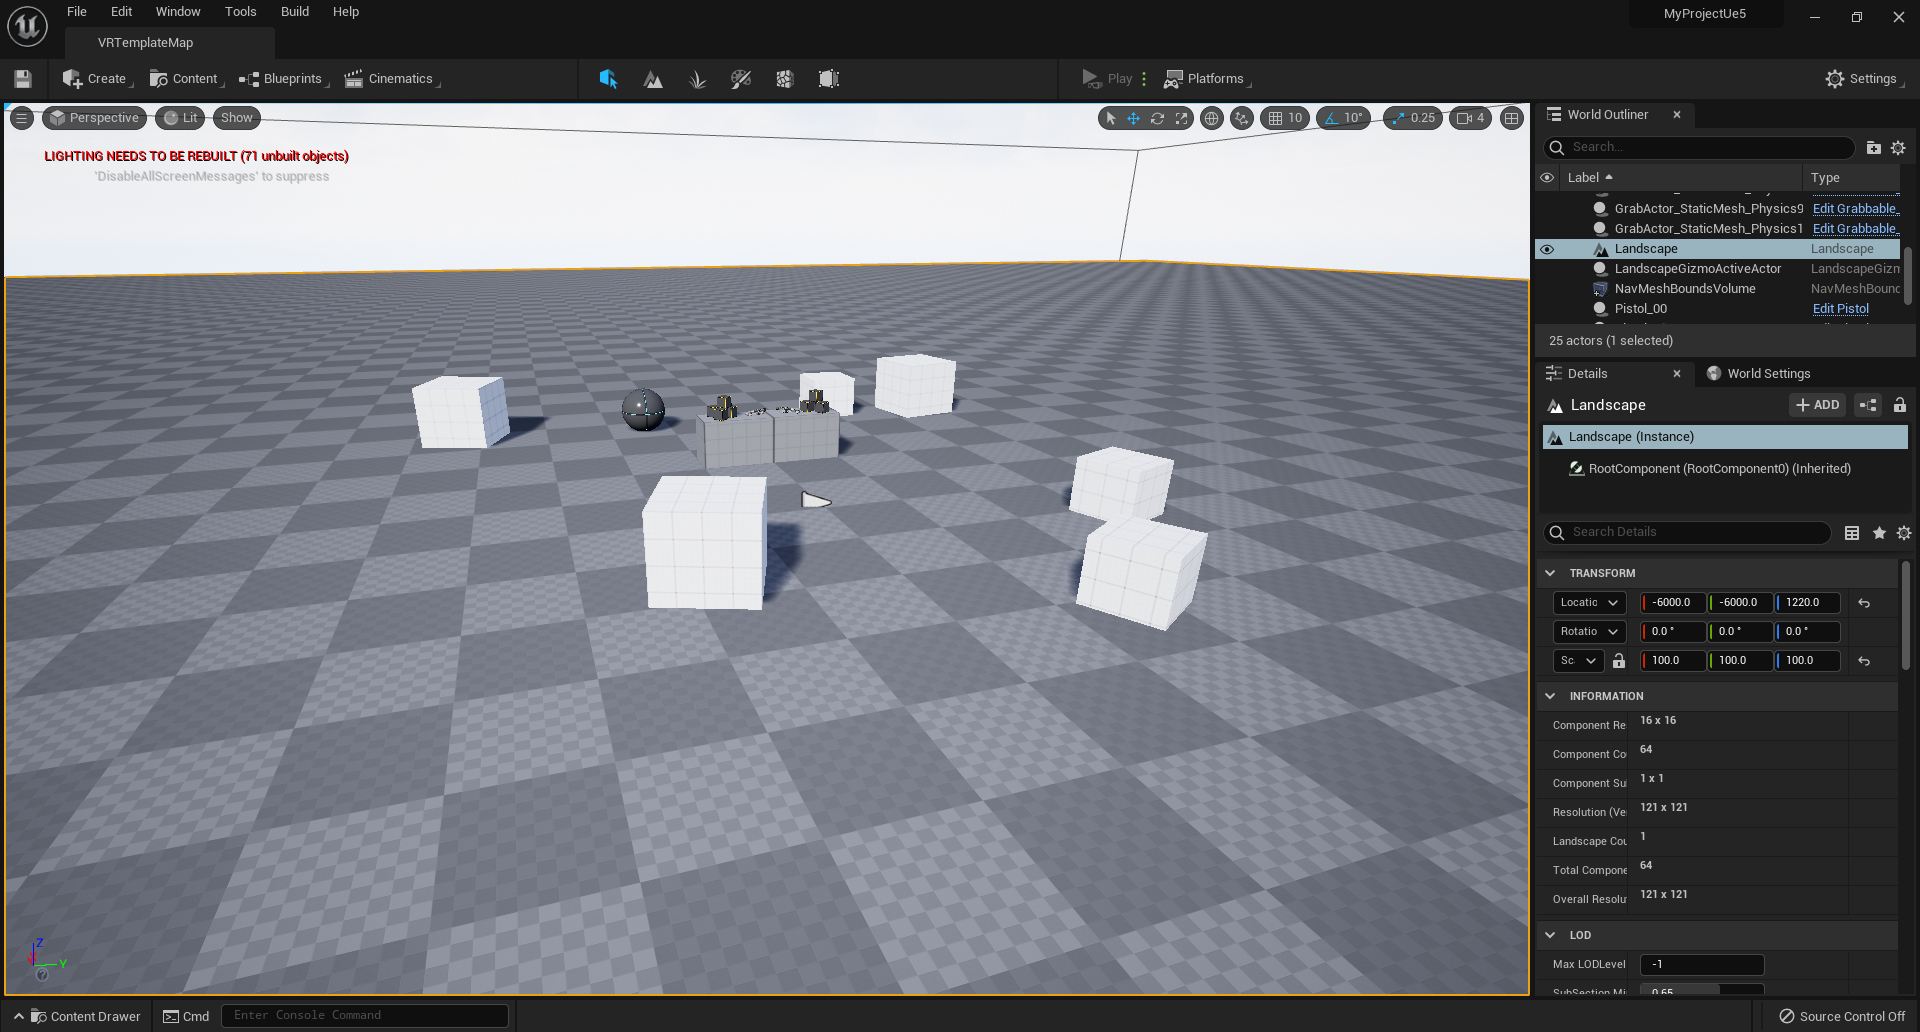 File Edit Window Tools Build Help
MyProjectUe5
VRTemplateMap
Create Content Blueprints Cinematics Play Platforms Settings
Perspective Lit Show 10 10° 0.25 4
LIGHTING NEEDS TO BE REBUILT (71 unbuilt objects)
'DisableAllScreenMessages' to suppress
World Outliner
Search...
Label Type
GrabActor_StaticMesh_Physics9 Edit Grabbable_
GrabActor_StaticMesh_Physics1 Edit Grabbable_
Landscape Landscape
LandscapeGizmoActiveActor LandscapeGizm
NavMeshBoundsVolume NavMeshBounc
Pistol_00 Edit Pistol
25 actors (1 selected)
Details World Settings
Landscape + ADD
Landscape (Instance)
RootComponent (RootComponent0) (Inherited)
Search Details
TRANSFORM
Locatic -6000.0 -6000.0 1220.0
Rotatio 0.0 ° 0.0 ° 0.0 °
Sc 100.0 100.0 100.0
INFORMATION
Component Re 16 x 16
Component Co 64
Component Su 1 x 1
Resolution (Ve 121 x 121
Landscape Cou 1
Total Compone 64
Overall Resolu 121 x 121
LOD
Max LODLevel -1
SubSection Mi 0.65
Z
Y
Content Drawer Cmd Enter Console Command Source Control Off